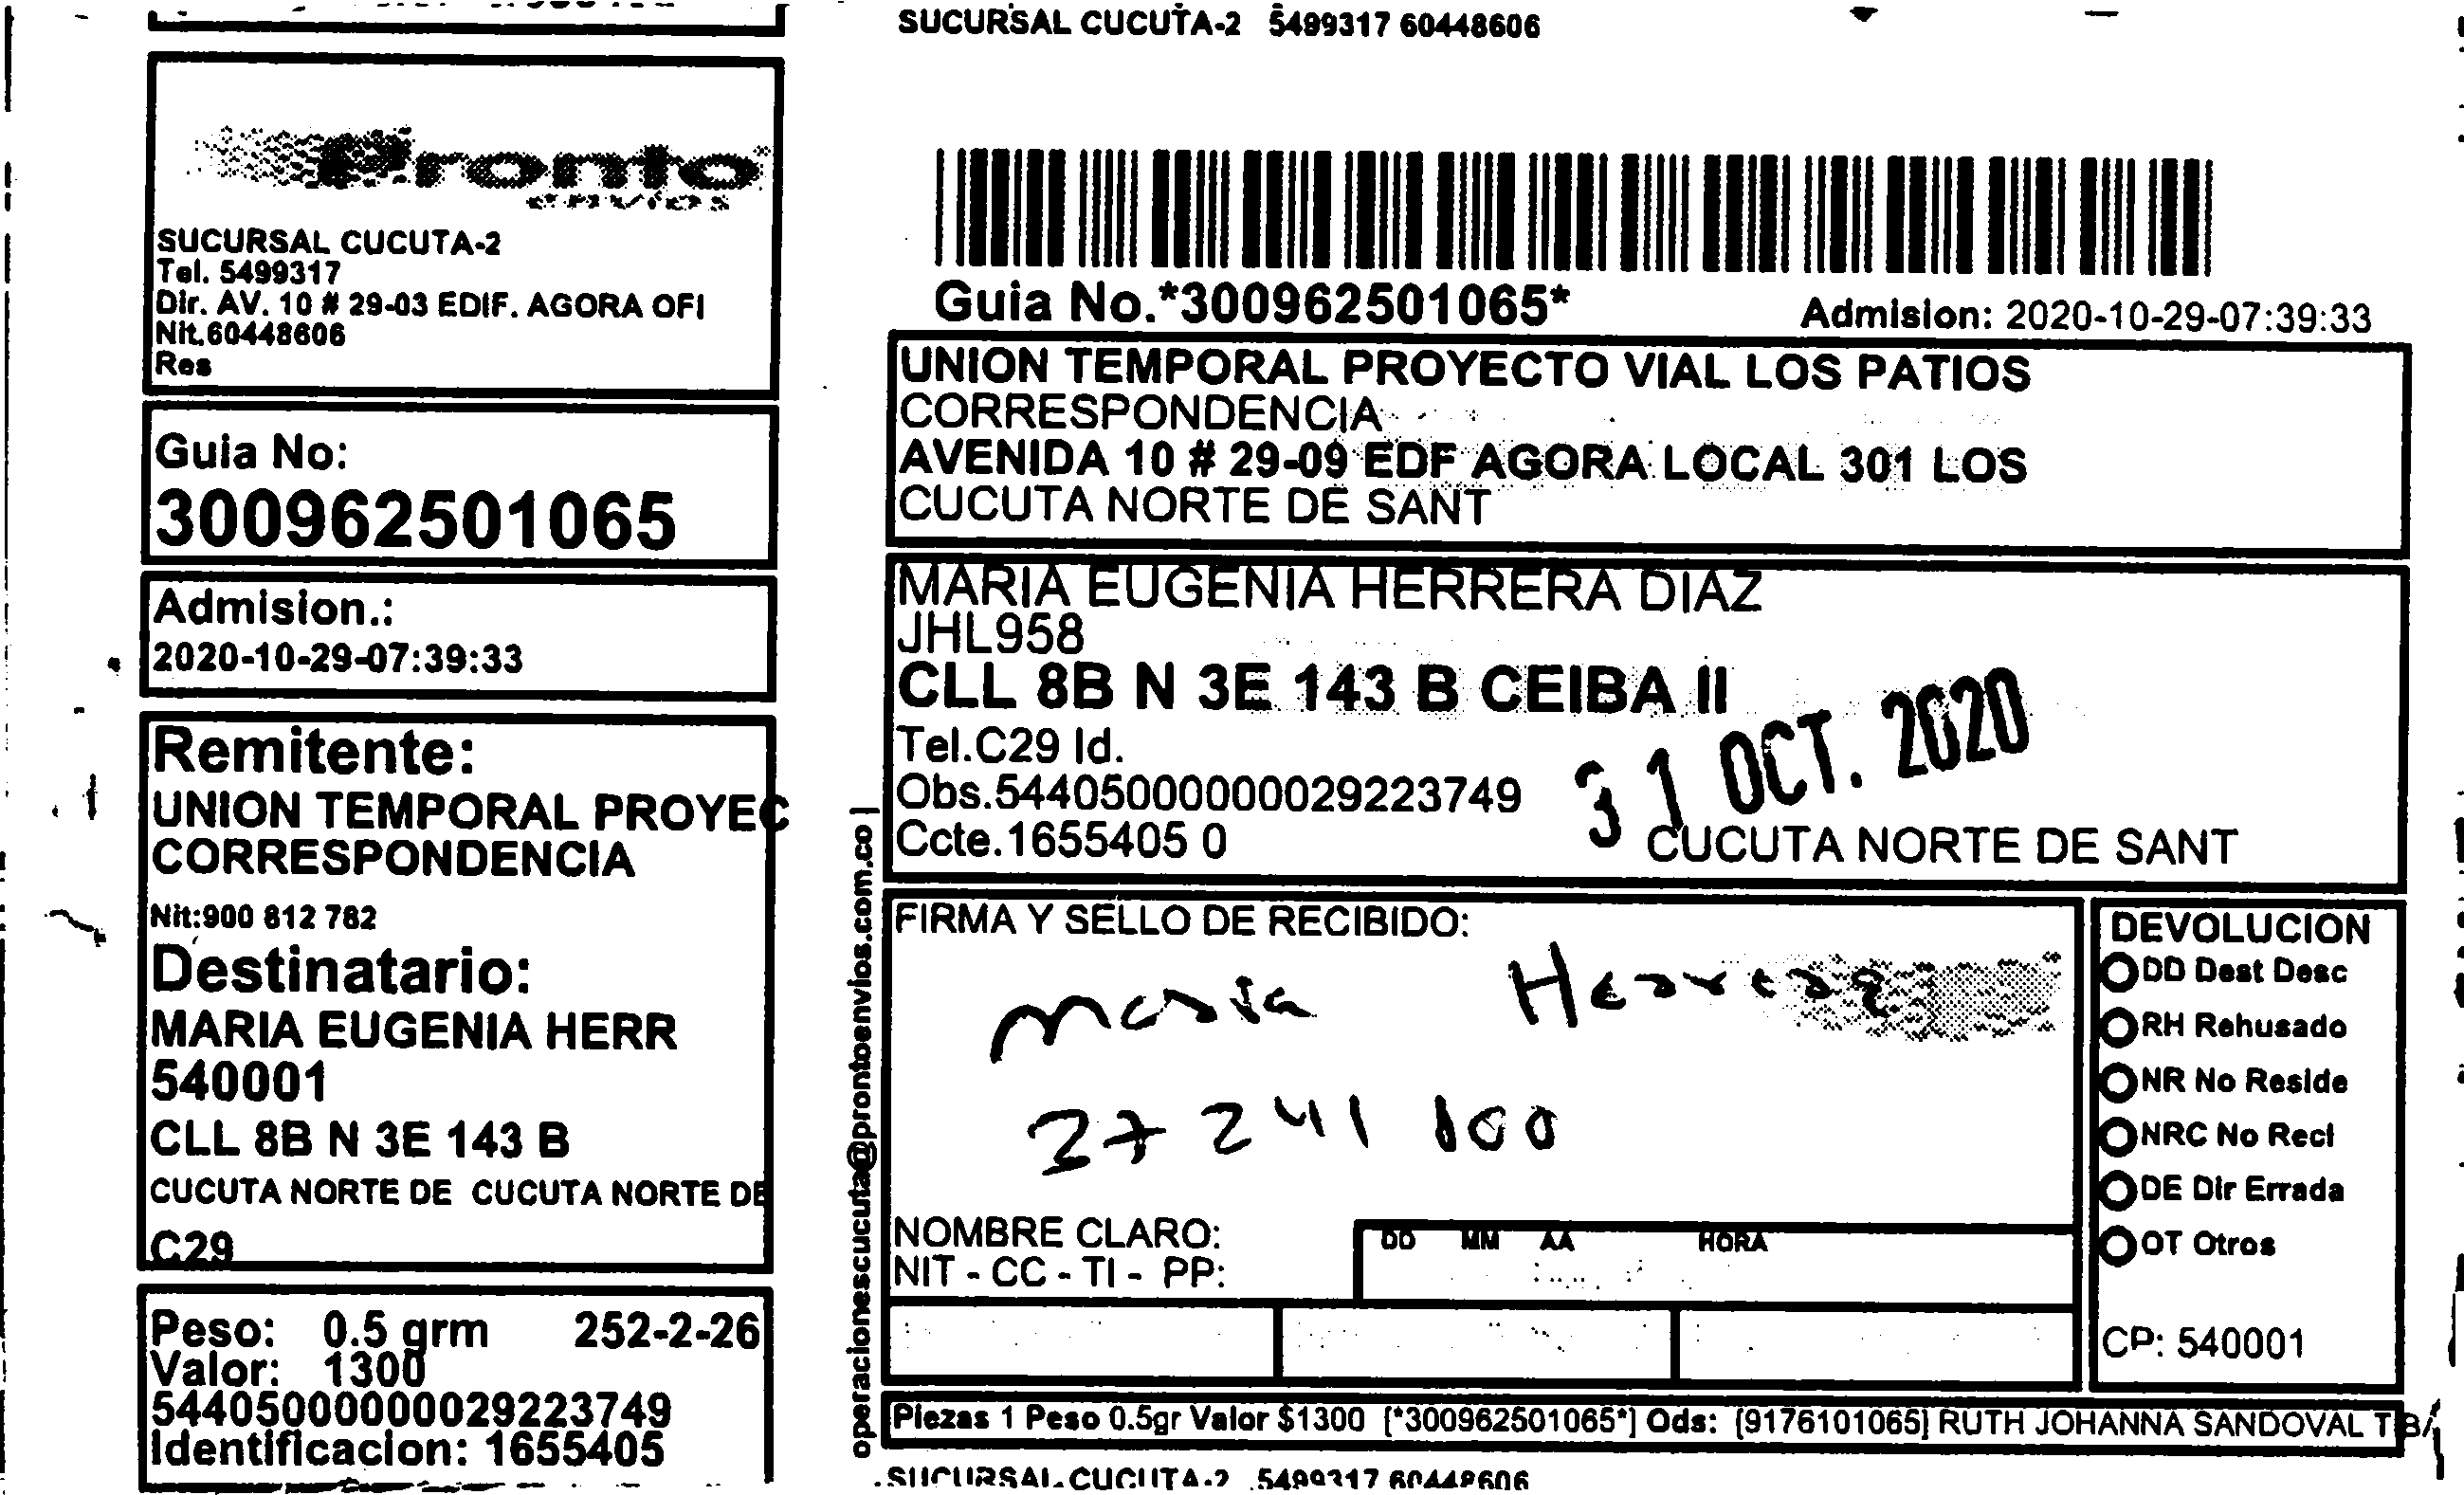 SUCURSAL CUCUTA-2 5499317 60448606
Pronto
envios
SUCURSAL CUCUTA-2
Tel. 5499317
Dir. AV. 10 # 29-03 EDIF. AGORA OFI
Nit.60448606
Res
Guia No:
300962501065
Admision.:
2020-10-29-07:39:33
Remitente:
UNION TEMPORAL PROYEC
CORRESPONDENCIA
Nit:900 812 782
Destinatario:
MARIA EUGENIA HERR
540001
CLL 8B N 3E 143 B
CUCUTA NORTE DE CUCUTA NORTE DE
C29
Peso: 0.5 grm 252-2-26
Valor: 1300
544050000000029223749
Identificacion: 1655405
operacionescucuta@prontoenvios.com.co |
Guia No.*300962501065*
Admision: 2020-10-29-07:39:33
UNION TEMPORAL PROYECTO VIAL LOS PATIOS
CORRESPONDENCIA
AVENIDA 10 # 29-09 EDF AGORA LOCAL 301 LOS
CUCUTA NORTE DE SANT
MARIA EUGENIA HERRERA DIAZ
JHL958
CLL 8B N 3E 143 B CEIBA II
Tel.C29 Id.
Obs.544050000000029223749
31 OCT. 2020
Ccte.1655405 0
CUCUTA NORTE DE SANT
FIRMA Y SELLO DE RECIBIDO:
Maria Herrera
27 241 100
NOMBRE CLARO:
NIT - CC - TI - PP:
DD MM AA HORA
DEVOLUCION
DD Dest Desc
RH Rehusado
NR No Reside
NRC No Recl
DE Dir Errada
OT Otros
CP: 540001
Piezas 1 Peso 0.5gr Valor $1300 [*300962501065*] Ods: [9176101065] RUTH JOHANNA SANDOVAL T
SUCURSAL CUCUTA-2 5499317 60448606